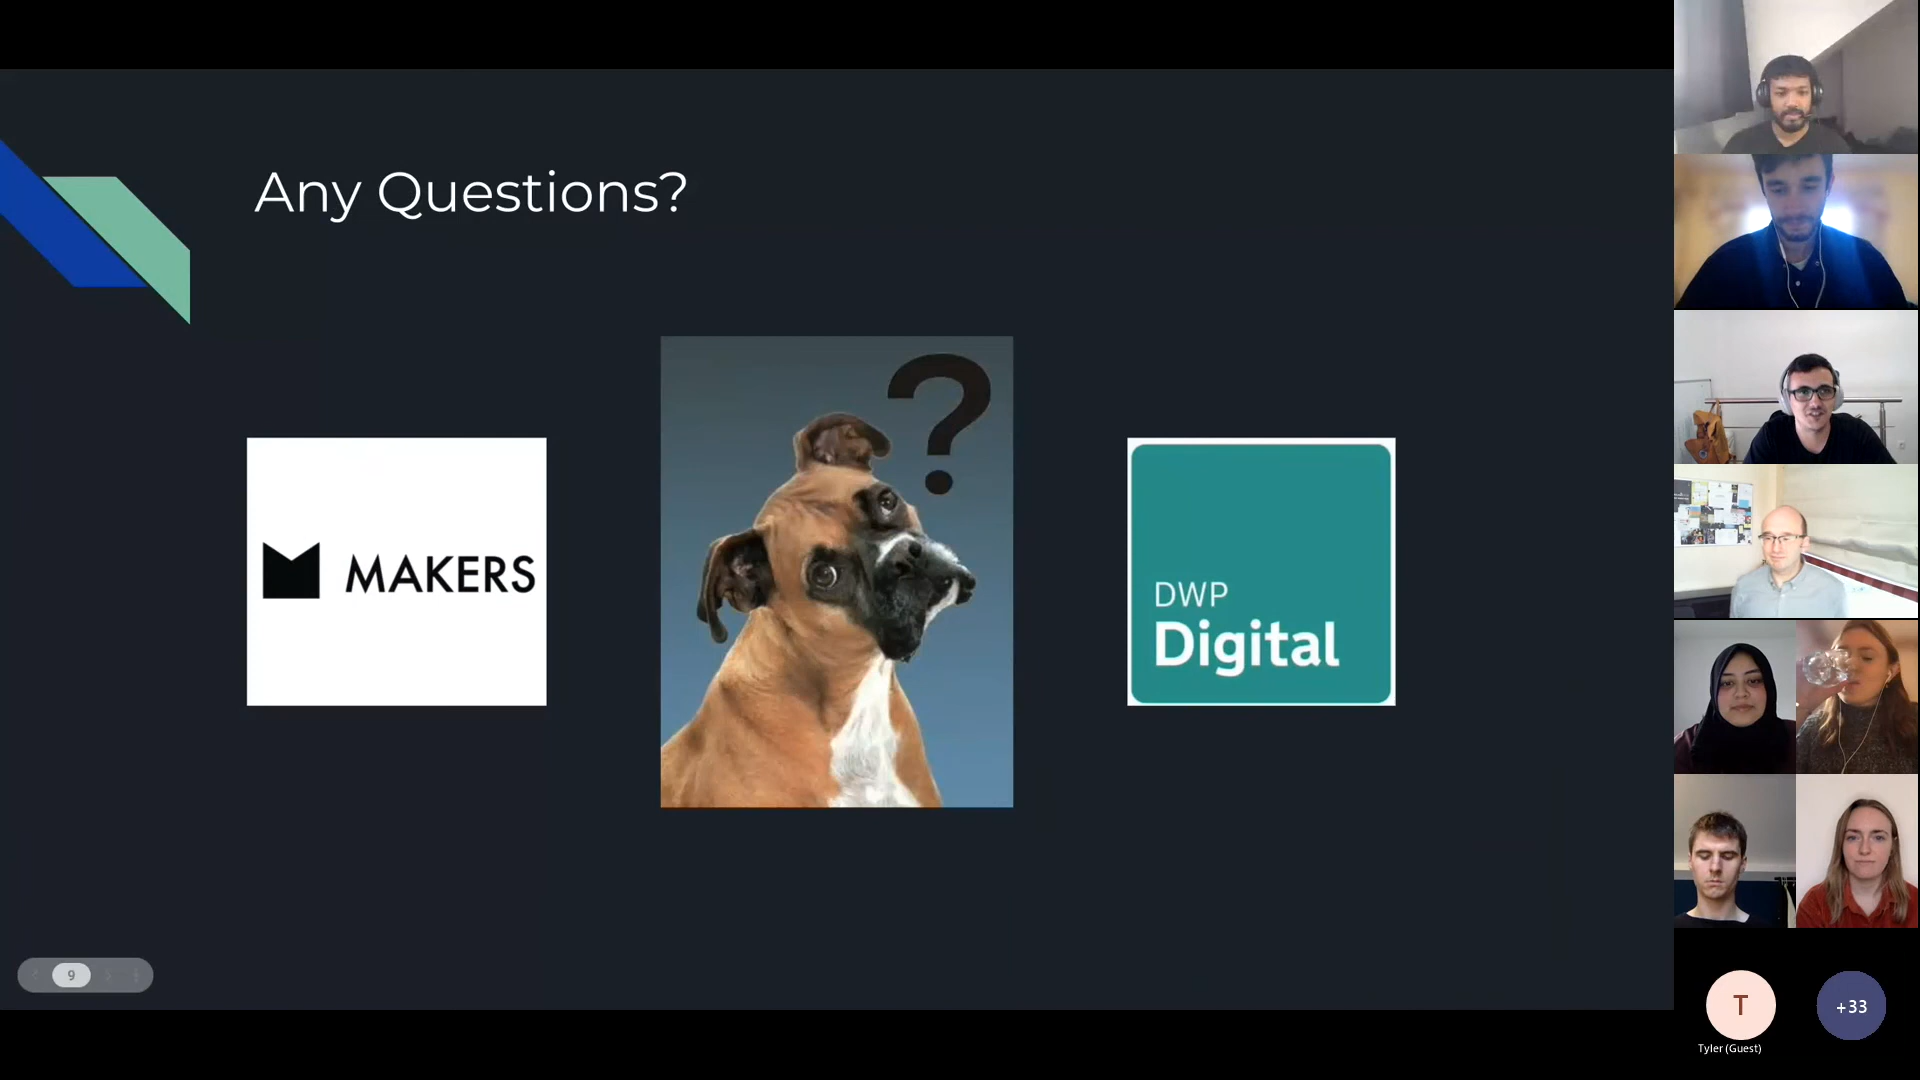 Any Questions?
?
MAKERS
DWP
Digital
9
T
+33
Tyler (Guest)